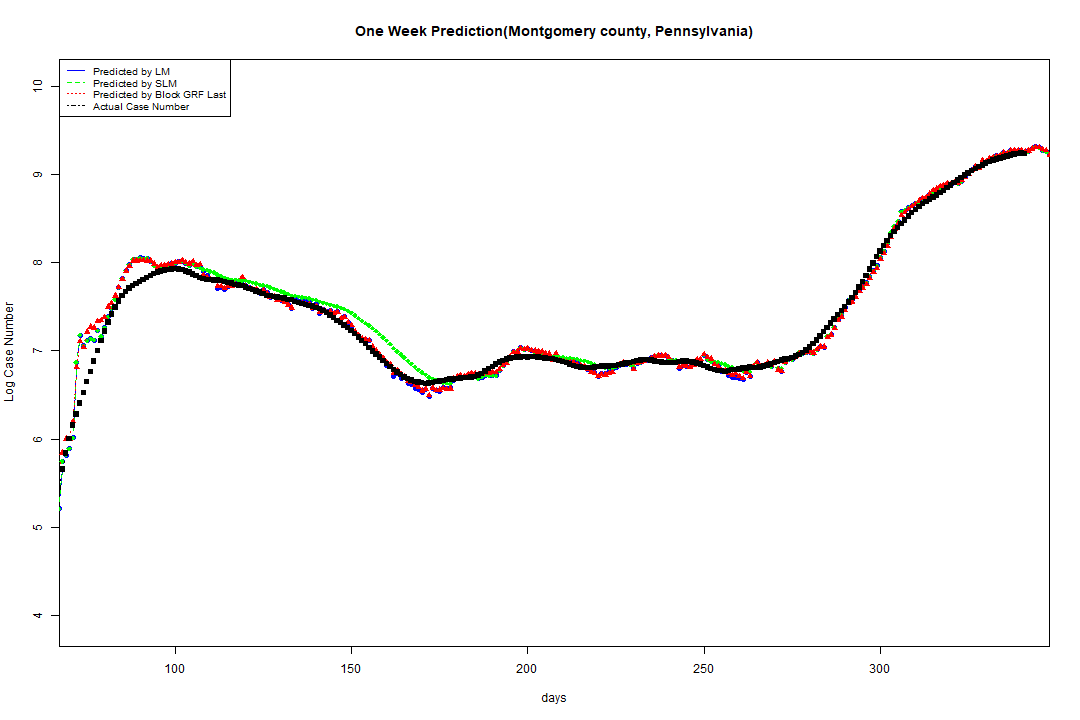 One Week Prediction(Montgomery county, Pennsylvania)
Predicted by LM
Predicted by SLM
Predicted by Block GRF Last
Actual Case Number
10
9
8
7
6
5
4
Log Case Number
100 150 200 250 300
days